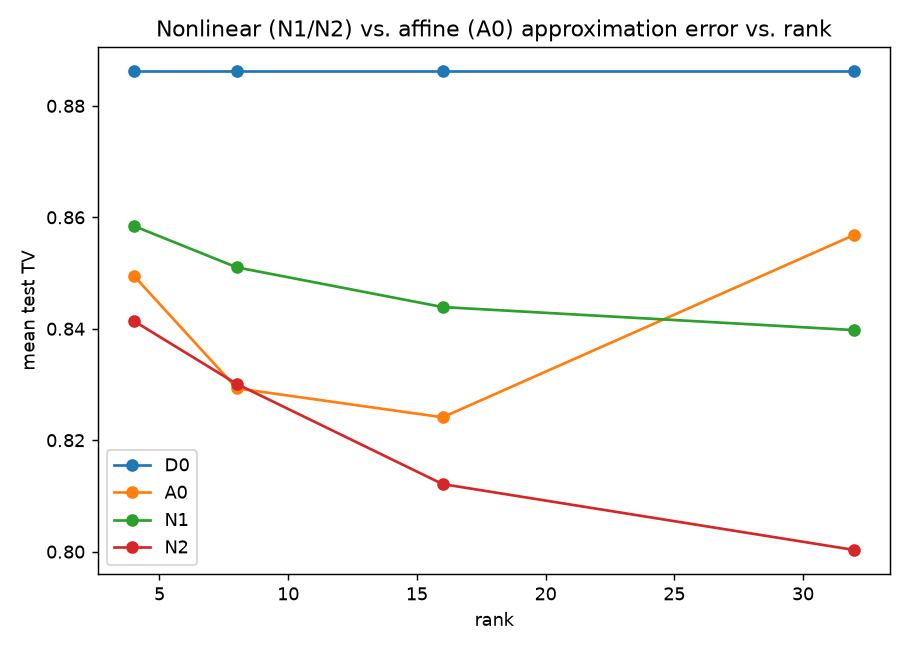 Nonlinear (N1/N2) vs. affine (A0) approximation error vs. rank
mean test TV
0.88
0.86
0.84
0.82
0.80
D0
A0
N1
N2
5 10 15 20 25 30
rank